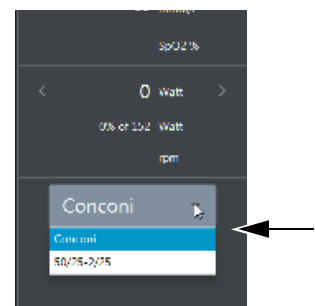 SpO2 %
< 0 Watt >
0% of 152 Watt
rpm
Conconi
Conconi
50/25-2/25